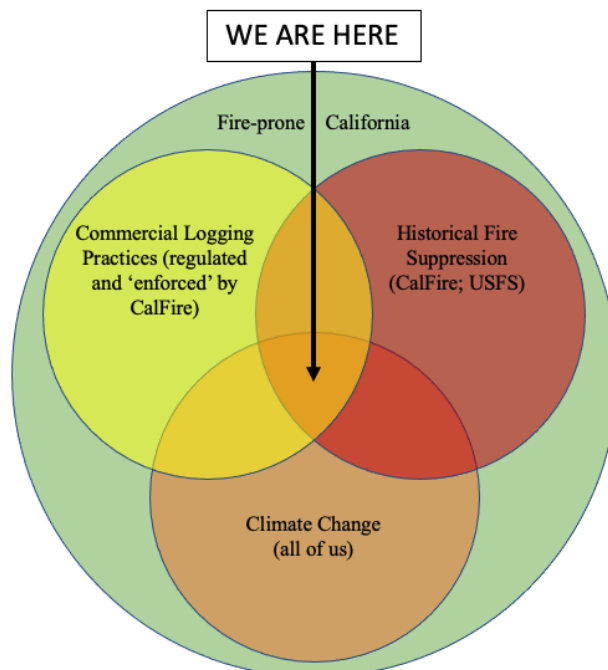 WE ARE HERE
Fire-prone California
Commercial Logging
Practices (regulated
and ‘enforced’ by
CalFire)
Historical Fire
Suppression
(CalFire; USFS)
Climate Change
(all of us)